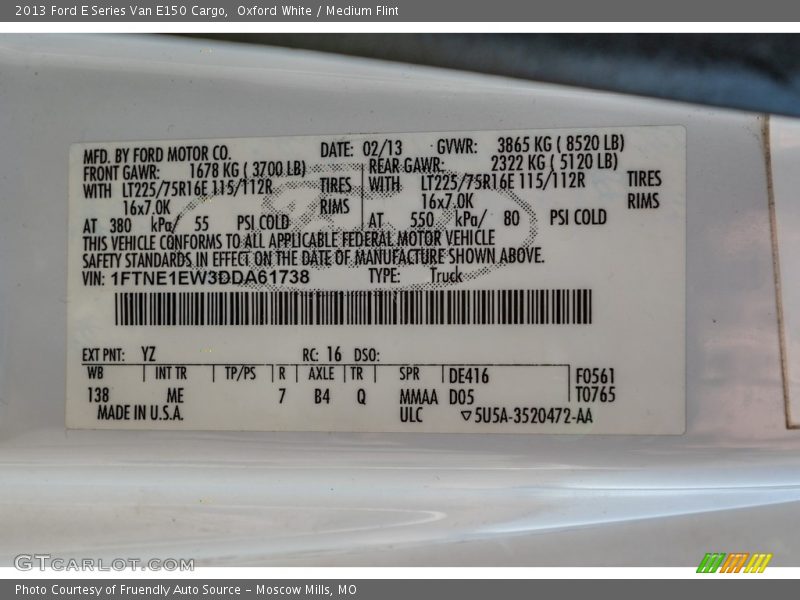 2013 Ford E Series Van E150 Cargo,  Oxford White / Medium Flint
MFD. BY FORD MOTOR CO. DATE: 02/13 GVWR: 3865 KG ( 8520 LB)
FRONT GAWR: 1678 KG ( 3700 LB) REAR GAWR: 2322 KG ( 5120 LB)
WITH LT225/75R16E 115/112R TIRES WITH LT225/75R16E 115/112R TIRES
16x7.0K RIMS 16x7.0K RIMS
AT 380 kPa/ 55 PSI COLD AT 550 kPa/ 80 PSI COLD
THIS VEHICLE CONFORMS TO ALL APPLICABLE FEDERAL MOTOR VEHICLE
SAFETY STANDARDS IN EFFECT ON THE DATE OF MANUFACTURE SHOWN ABOVE.
VIN: 1FTNE1EW3DDA61738 TYPE: Truck
EXT PNT: YZ RC: 16 DSO:
WB INT TR TP/PS R AXLE TR SPR DE416 F0561
138 ME 7 B4 Q MMAA D05 T0765
MADE IN U.S.A. ULC 5U5A-3520472-AA
GTCARLOT.COM
Photo Courtesy of Fruendly Auto Source - Moscow Mills, MO